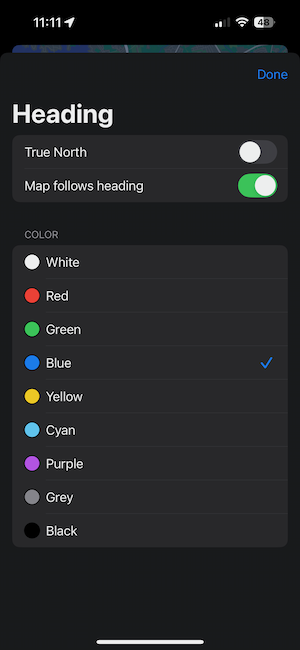 11:11
48
Done
Heading
True North
Map follows heading
COLOR
White
Red
Green
Blue
Yellow
Cyan
Purple
Grey
Black